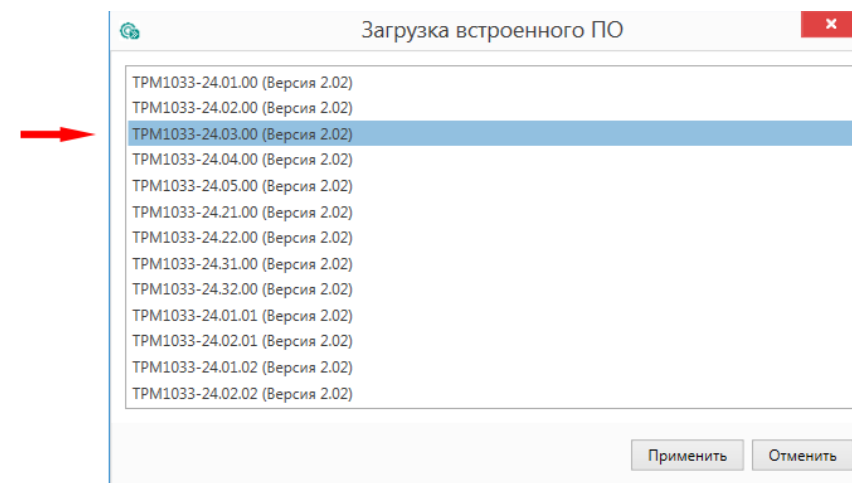 Загрузка встроенного ПО
ТРМ1033-24.01.00 (Версия 2.02)
ТРМ1033-24.02.00 (Версия 2.02)
ТРМ1033-24.03.00 (Версия 2.02)
ТРМ1033-24.04.00 (Версия 2.02)
ТРМ1033-24.05.00 (Версия 2.02)
ТРМ1033-24.21.00 (Версия 2.02)
ТРМ1033-24.22.00 (Версия 2.02)
ТРМ1033-24.31.00 (Версия 2.02)
ТРМ1033-24.32.00 (Версия 2.02)
ТРМ1033-24.01.01 (Версия 2.02)
ТРМ1033-24.02.01 (Версия 2.02)
ТРМ1033-24.01.02 (Версия 2.02)
ТРМ1033-24.02.02 (Версия 2.02)
Применить Отменить